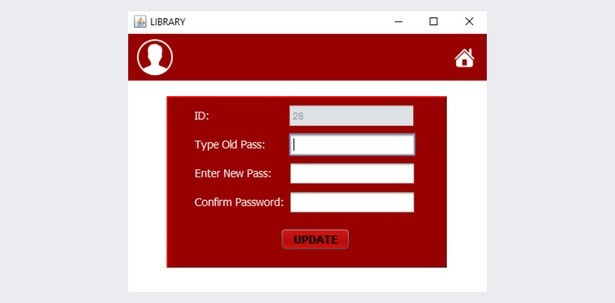 LIBRARY
ID: 28
Type Old Pass:
Enter New Pass:
Confirm Password:
UPDATE